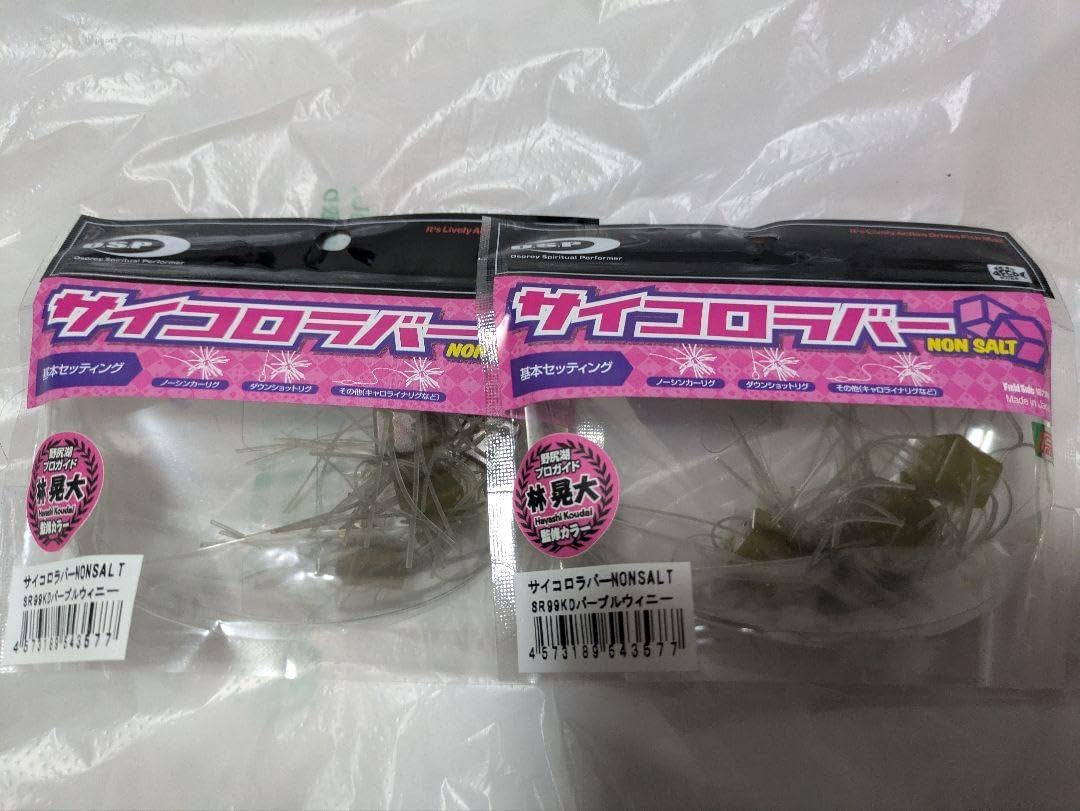 O.S.P
Osprey Spiritual Performer
It's Lively A
サイコロラバー
NON
基本セッティング
ノーシンカーリグ
ダウンショットリグ
その他(キャロライナリグなど)
野尻湖
プロガイド
林 晃大
Hayashi Koudai
監修カラー
サイコロラバーNONSALT
SR99KDパープルウィニー
4573189643577
O.S.P
Osprey Spiritual Performer
It's Lively Action Drives Fish Mad
サイコロラバー
NON SALT
基本セッティング
ノーシンカーリグ
ダウンショットリグ
その他(キャロライナリグなど)
Made in Ja
野尻湖
プロガイド
林 晃大
Hayashi Koudai
監修カラー
サイコロラバーNONSALT
SR99KDパープルウィニー
4573189643577